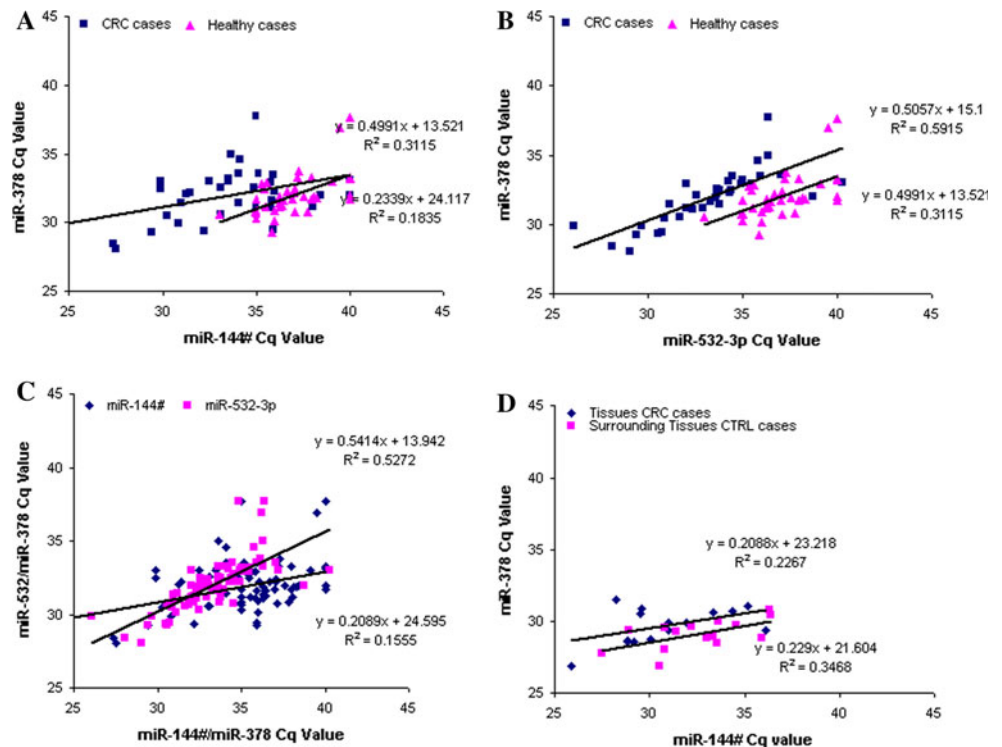 A
CRC cases Healthy cases
45
40
35
30
25
miR-378 Cq Value
y = 0.4991x + 13.521
R² = 0.3115
y = 0.2339x + 24.117
R² = 0.1835
25 30 35 40 45
miR-144# Cq Value
B
CRC cases Healthy cases
45
40
35
30
25
miR-378 Cq Value
y = 0.5057x + 15.1
R² = 0.5915
y = 0.4991x + 13.521
R² = 0.3115
25 30 35 40 45
miR-532-3p Cq Value
C
miR-144# miR-532-3p
45
40
35
30
25
miR-532/miR-378 Cq Value
y = 0.5414x + 13.942
R² = 0.5272
y = 0.2089x + 24.595
R² = 0.1555
25 30 35 40 45
miR-144#/miR-378 Cq Value
D
Tissues CRC cases
Surrounding Tissues CTRL cases
45
40
35
30
25
miR-378 Cq Value
y = 0.2088x + 23.218
R² = 0.2267
y = 0.229x + 21.604
R² = 0.3468
25 30 35 40 45
miR-144# Cq value